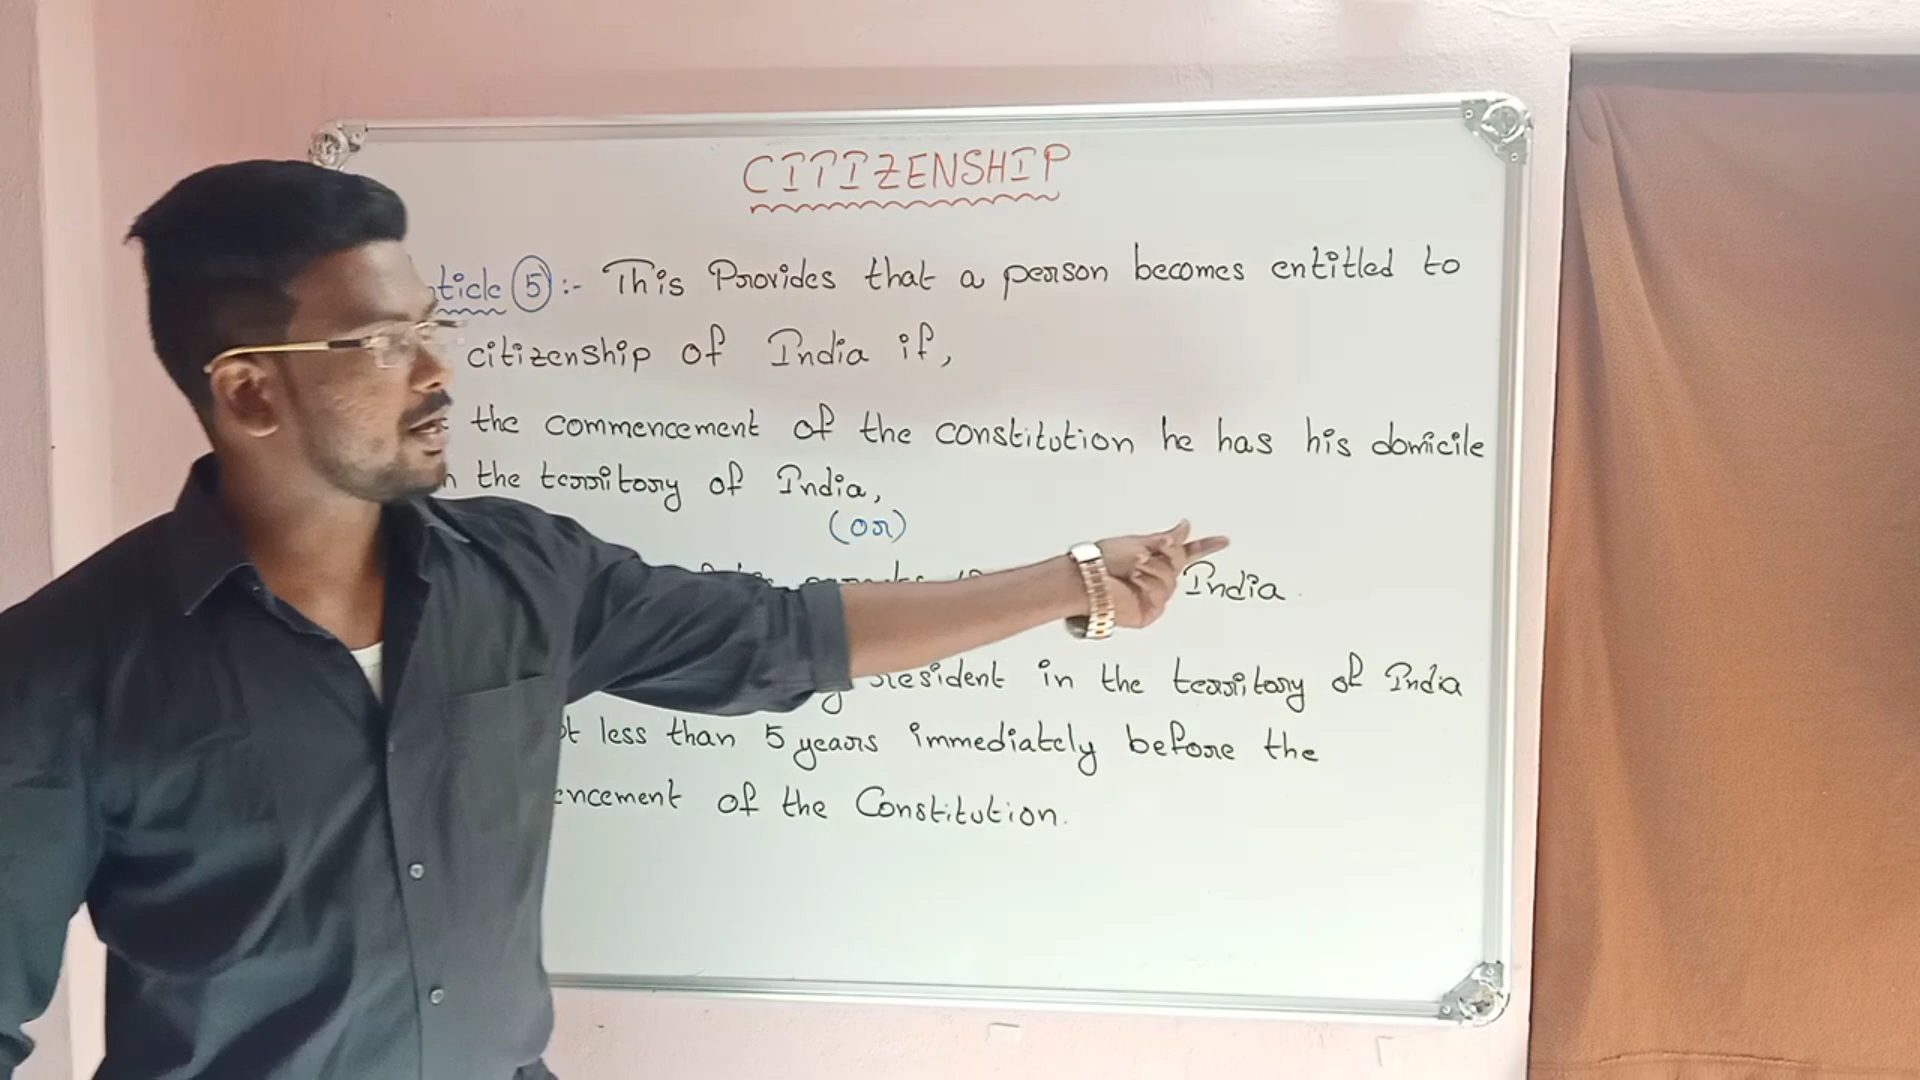 CITIZENSHIP
ticle 5 :- This Provides that a person becomes entitled to
citizenship of India if,
the commencement of the constitution he has his domicile
the territory of India,
(or)
India.
resident in the territory of India
less than 5 years immediately before the
encement of the Constitution.